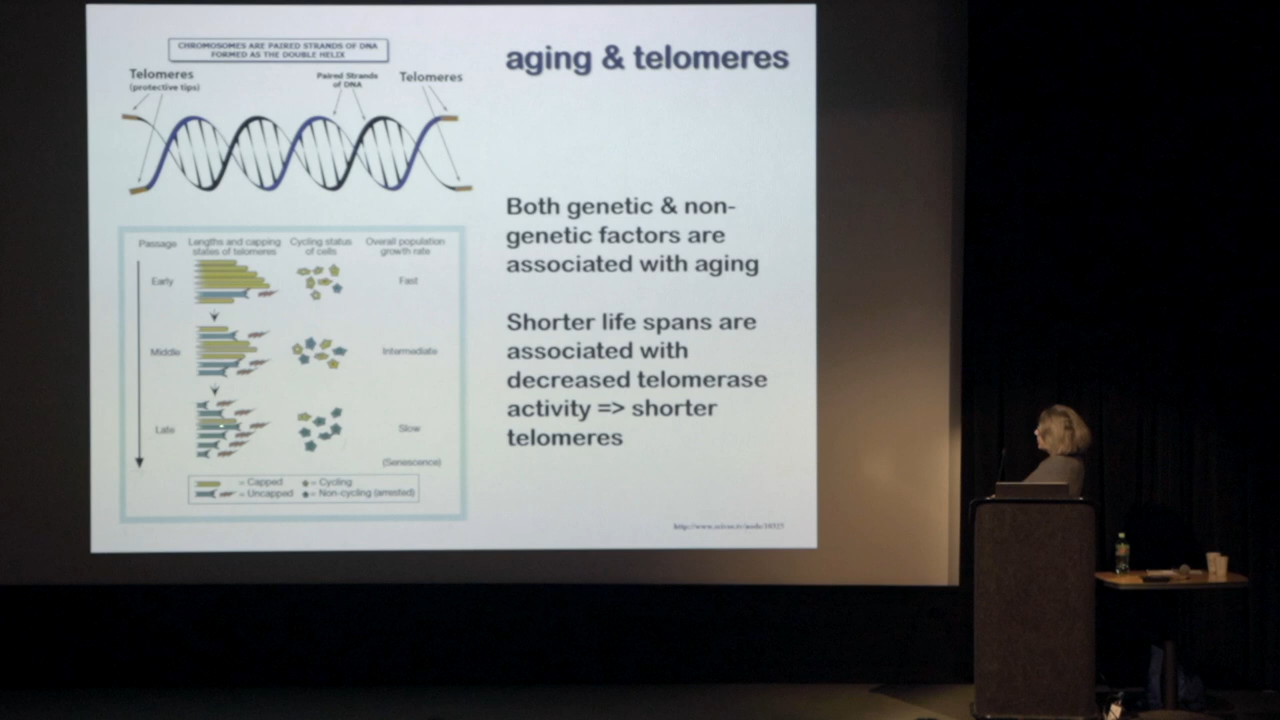 CHROMOSOMES ARE PAIRED STRANDS OF DNA
FORMED AS THE DOUBLE HELIX
Telomeres
(protective tips)
Paired Strands
of DNA
Telomeres
aging & telomeres
Both genetic & non-
genetic factors are
associated with aging
Shorter life spans are
associated with
decreased telomerase
activity => shorter
telomeres
Passage
Lengths and capping
states of telomeres
Cycling status
of cells
Overall population
growth rate
Early
Fast
Middle
Intermediate
Late
Slow
(Senescence)
= Capped
= Cycling
= Uncapped
= Non-cycling (arrested)